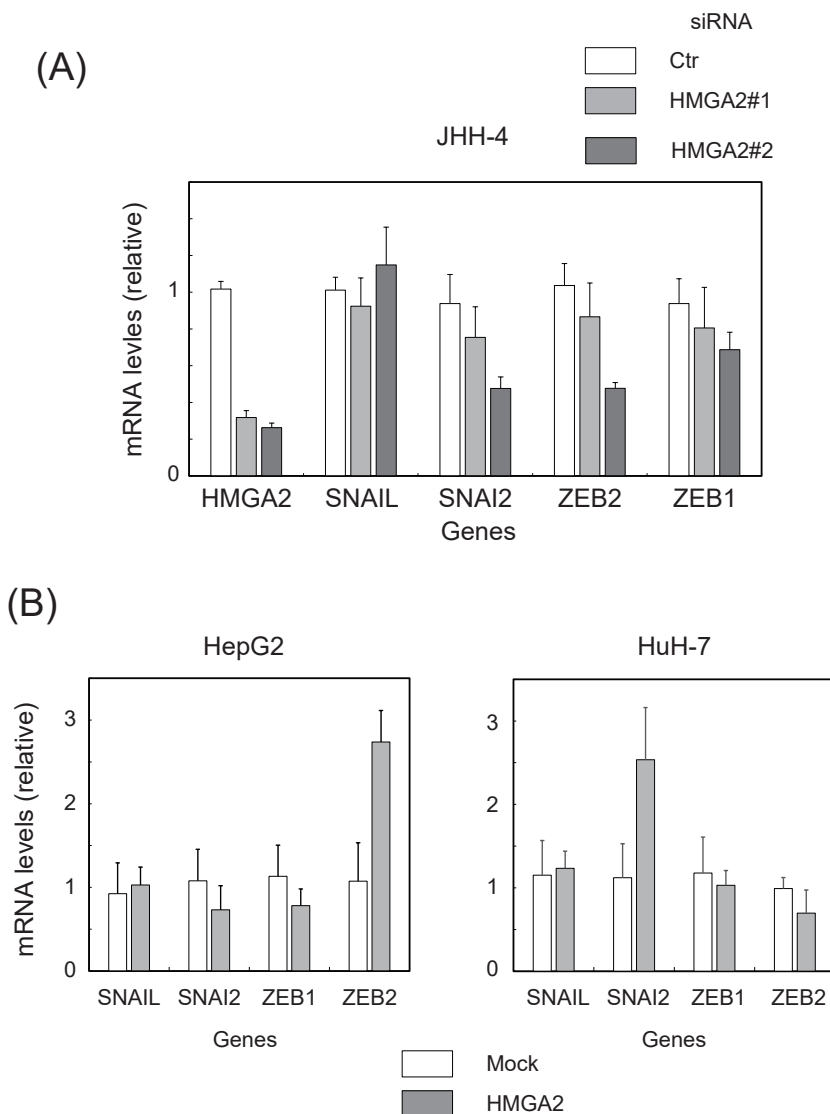 siRNA
(A)
Ctr
HMGA2#1
JHH-4
HMGA2#2
mRNA levles (relative)
1
0
HMGA2 SNAIL SNAI2 ZEB2 ZEB1
Genes
(B)
HepG2 HuH-7
mRNA levels (relative)
3
2
1
0
SNAIL SNAI2 ZEB1 ZEB2
Genes
3
2
1
0
SNAIL SNAI2 ZEB1 ZEB2
Genes
Mock
HMGA2